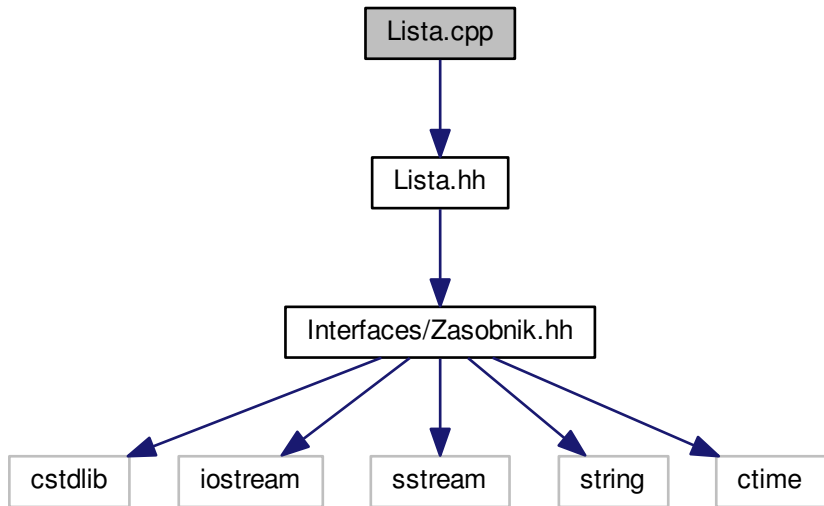 Lista.cpp
Lista.hh
Interfaces/Zasobnik.hh
cstdlib
iostream
sstream
string
ctime